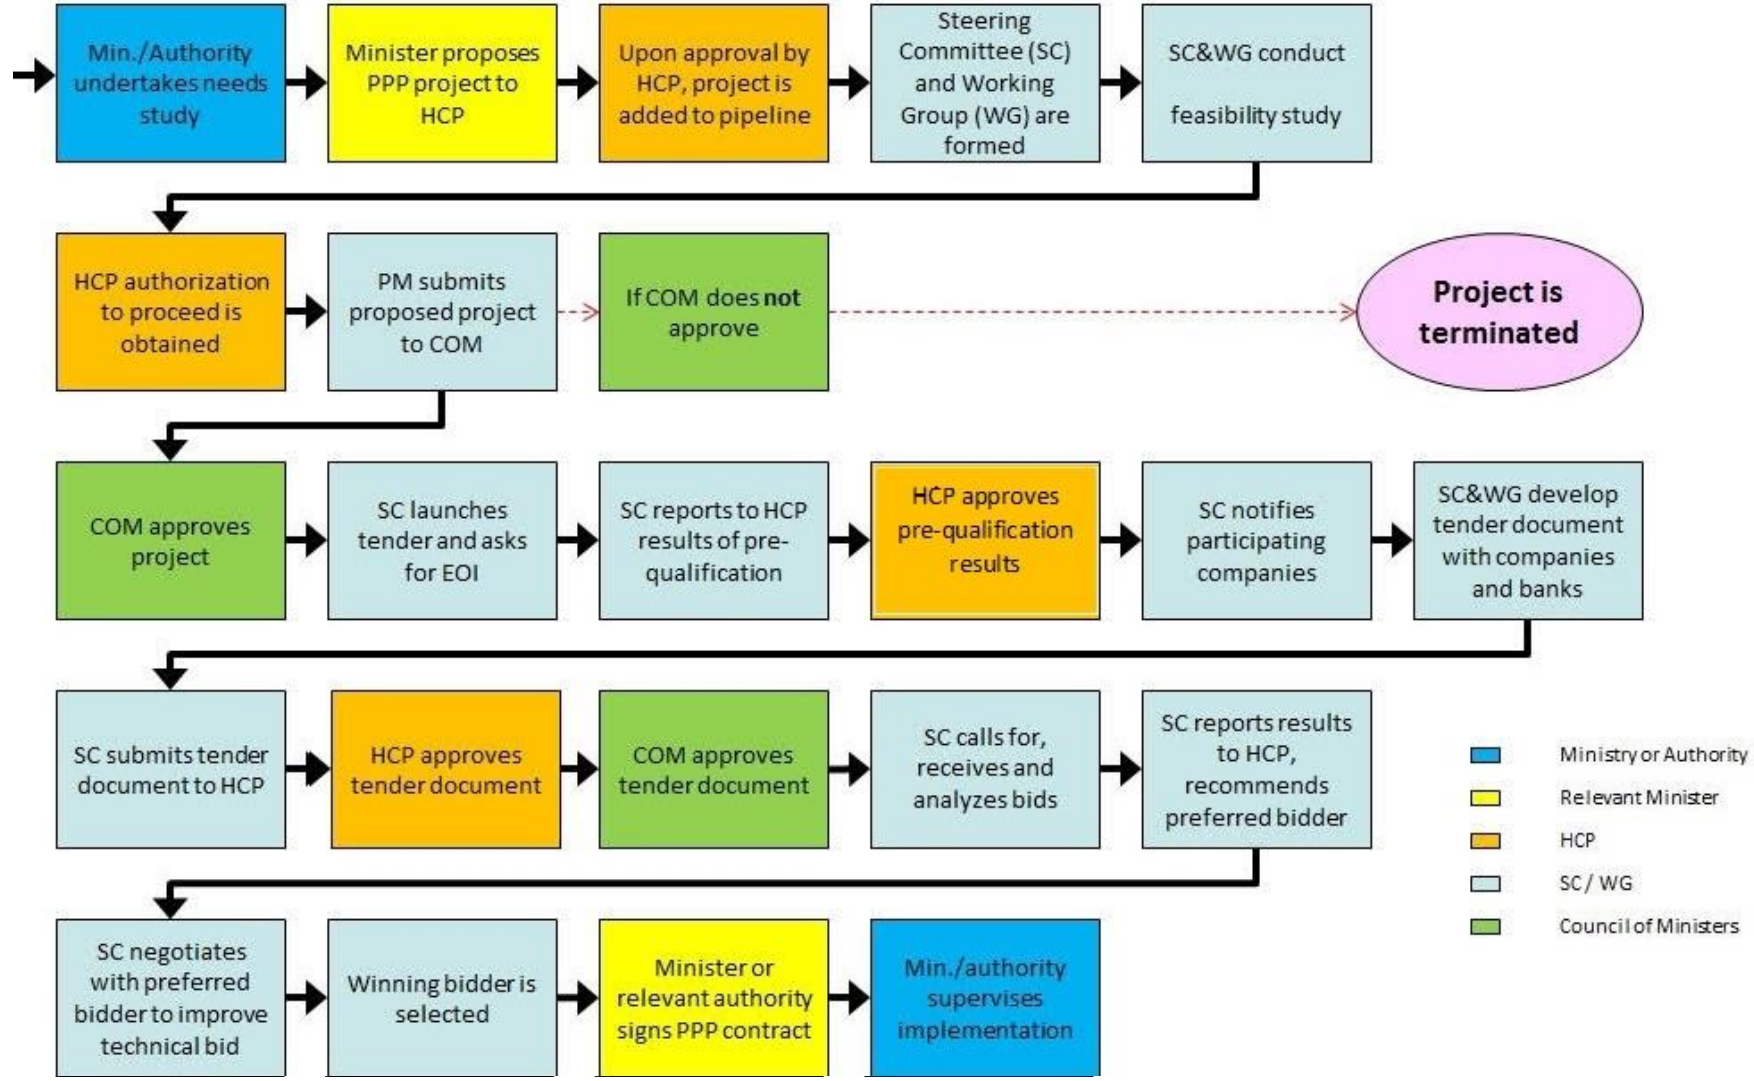 Min./Authority
undertakes needs
study
Minister proposes
PPP project to
HCP
Upon approval by
HCP, project is
added to pipeline
Steering
Committee (SC)
and Working
Group (WG) are
formed
SC&WG conduct
feasibility study
HCP authorization
to proceed is
obtained
PM submits
proposed project
to COM
If COM does not
approve
Project is
terminated
COM approves
project
SC launches
tender and asks
for EOI
SC reports to HCP
results of pre-
qualification
HCP approves
pre-qualification
results
SC notifies
participating
companies
SC&WG develop
tender document
with companies
and banks
SC submits tender
document to HCP
HCP approves
tender document
COM approves
tender document
SC calls for,
receives and
analyzes bids
SC reports results
to HCP,
recommends
preferred bidder
Ministry or Authority
Relevant Minister
HCP
SC / WG
Council of Ministers
SC negotiates
with preferred
bidder to improve
technical bid
Winning bidder is
selected
Minister or
relevant authority
signs PPP contract
Min./authority
supervises
implementation